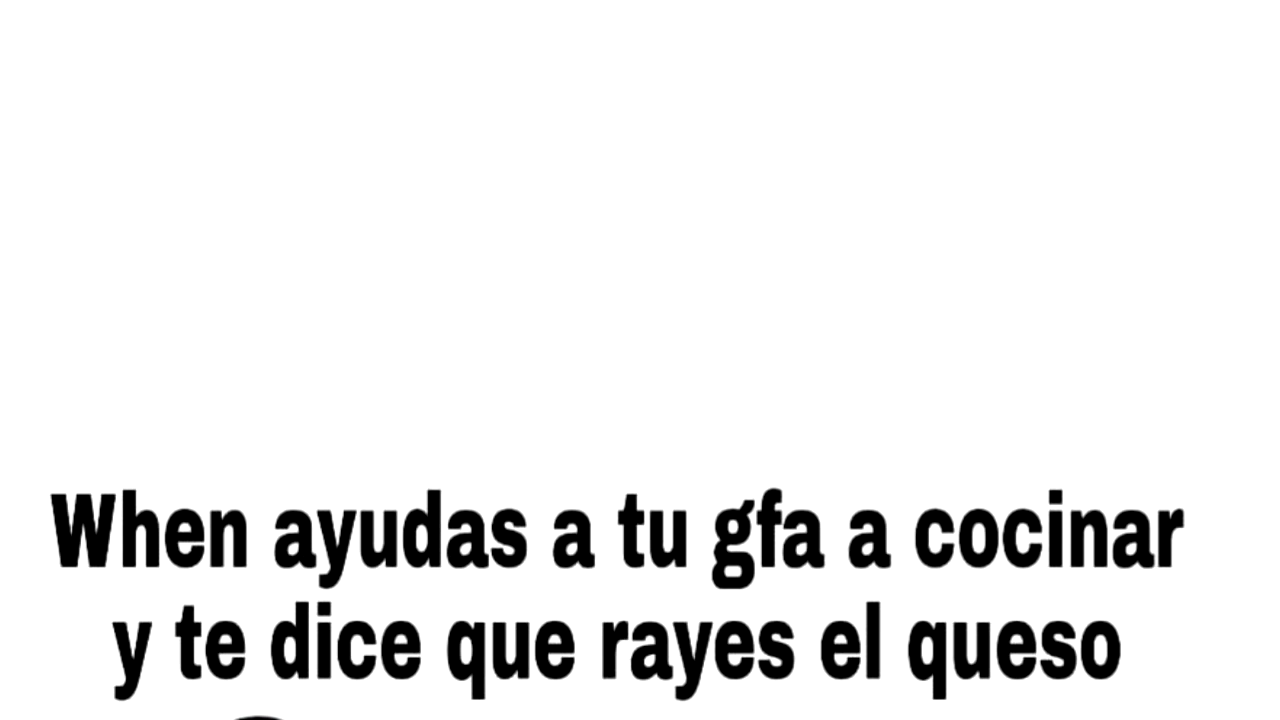 When ayudas a tu gfa a cocinar
y te dice que rayes el queso